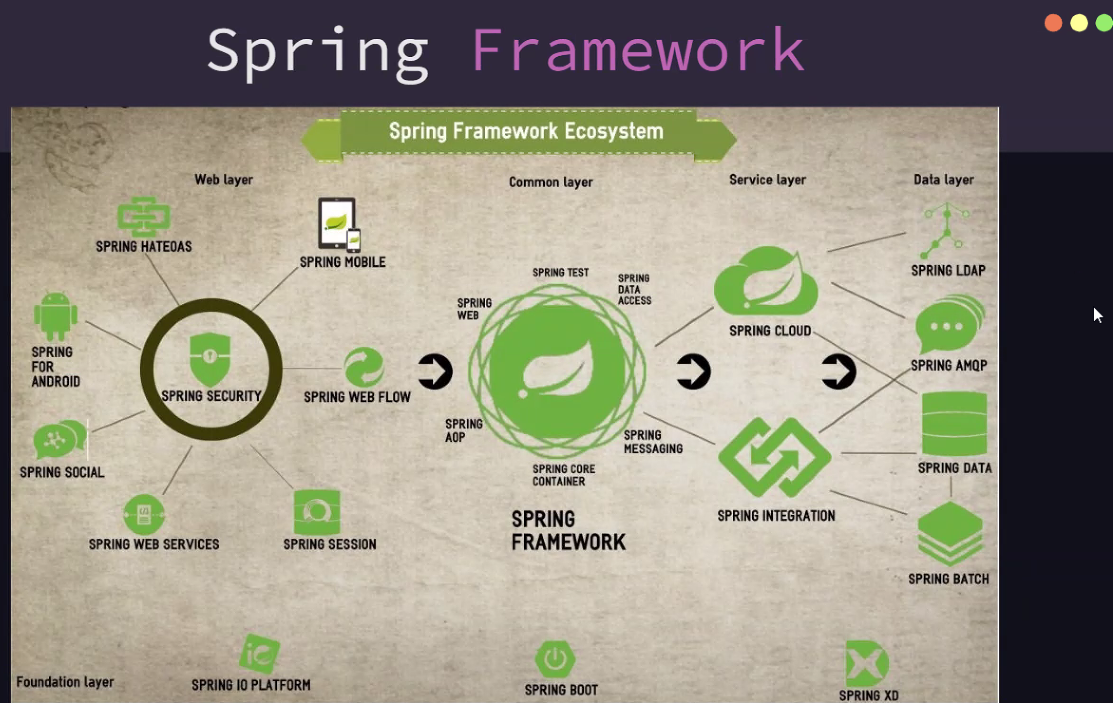 Spring Framework
Spring Framework Ecosystem
Web layer
Common layer
Service layer
Data layer
SPRING HATEOAS
SPRING MOBILE
SPRING
FOR
ANDROID
SPRING SECURITY
SPRING WEB FLOW
SPRING SOCIAL
SPRING WEB SERVICES
SPRING SESSION
SPRING TEST
SPRING
DATA
ACCESS
SPRING
WEB
SPRING
AOP
SPRING
MESSAGING
SPRING CORE
CONTAINER
SPRING
FRAMEWORK
SPRING CLOUD
SPRING INTEGRATION
SPRING LDAP
SPRING AMQP
SPRING DATA
SPRING BATCH
Foundation layer
SPRING IO PLATFORM
SPRING BOOT
SPRING XD